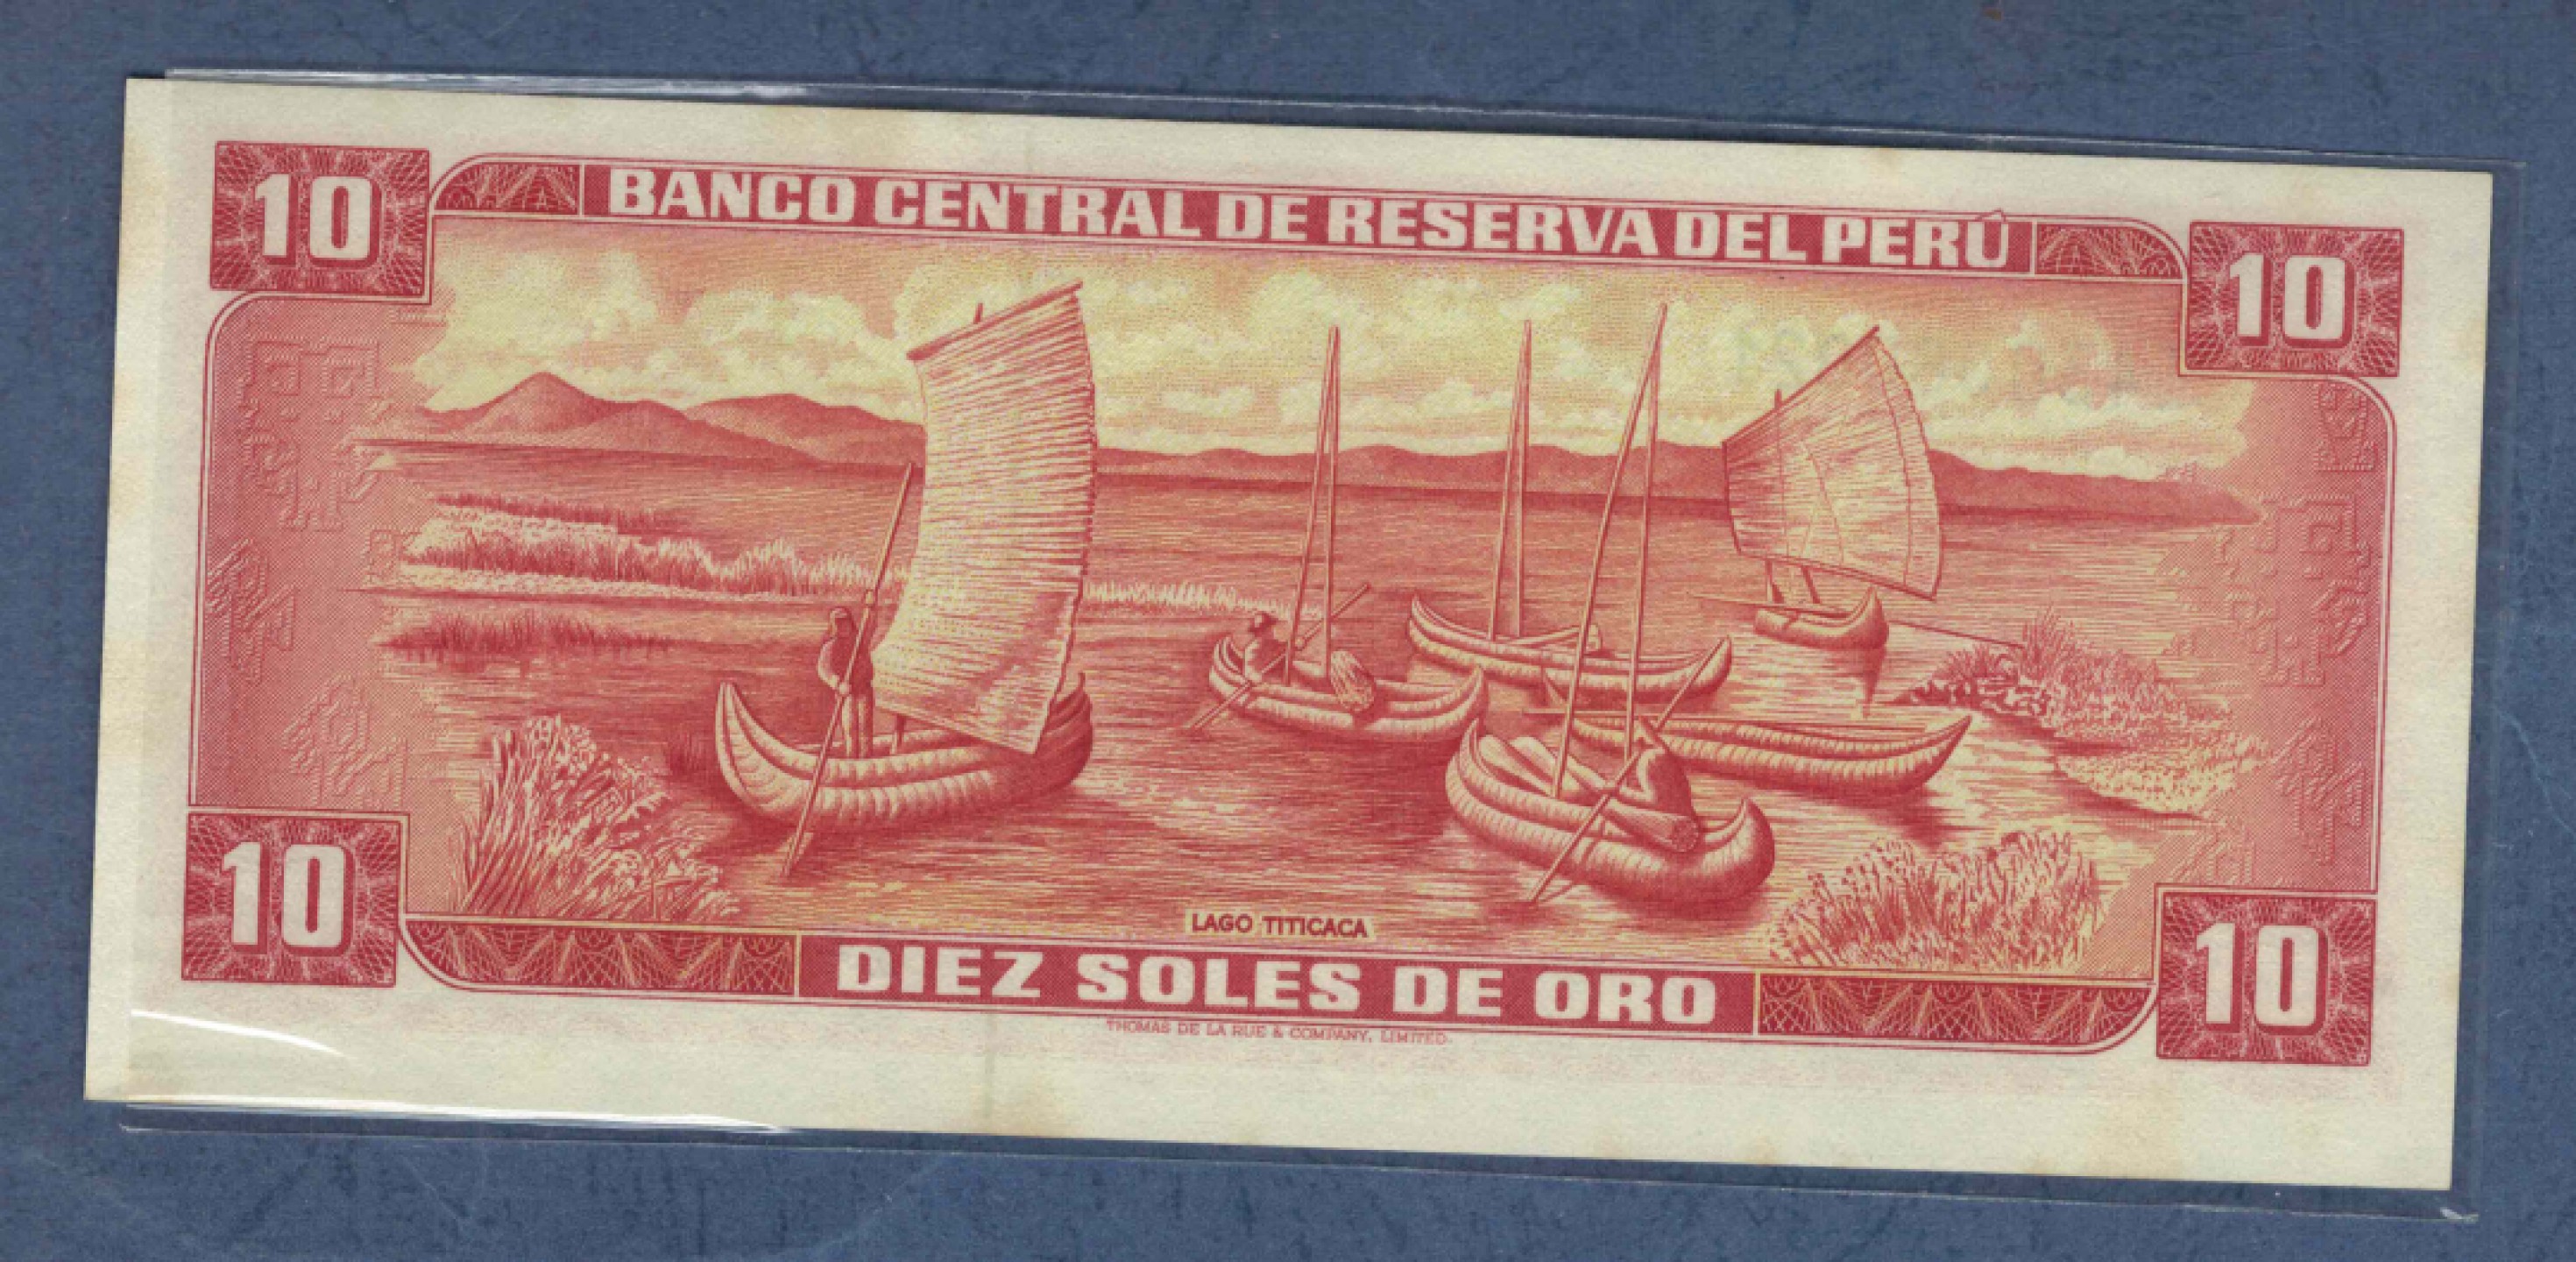 10
BANCO CENTRAL DE RESERVA DEL PERÚ
10
LAGO TITICACA
10
DIEZ SOLES DE ORO
10
THOMAS DE LA RUE & COMPANY, LIMITED.